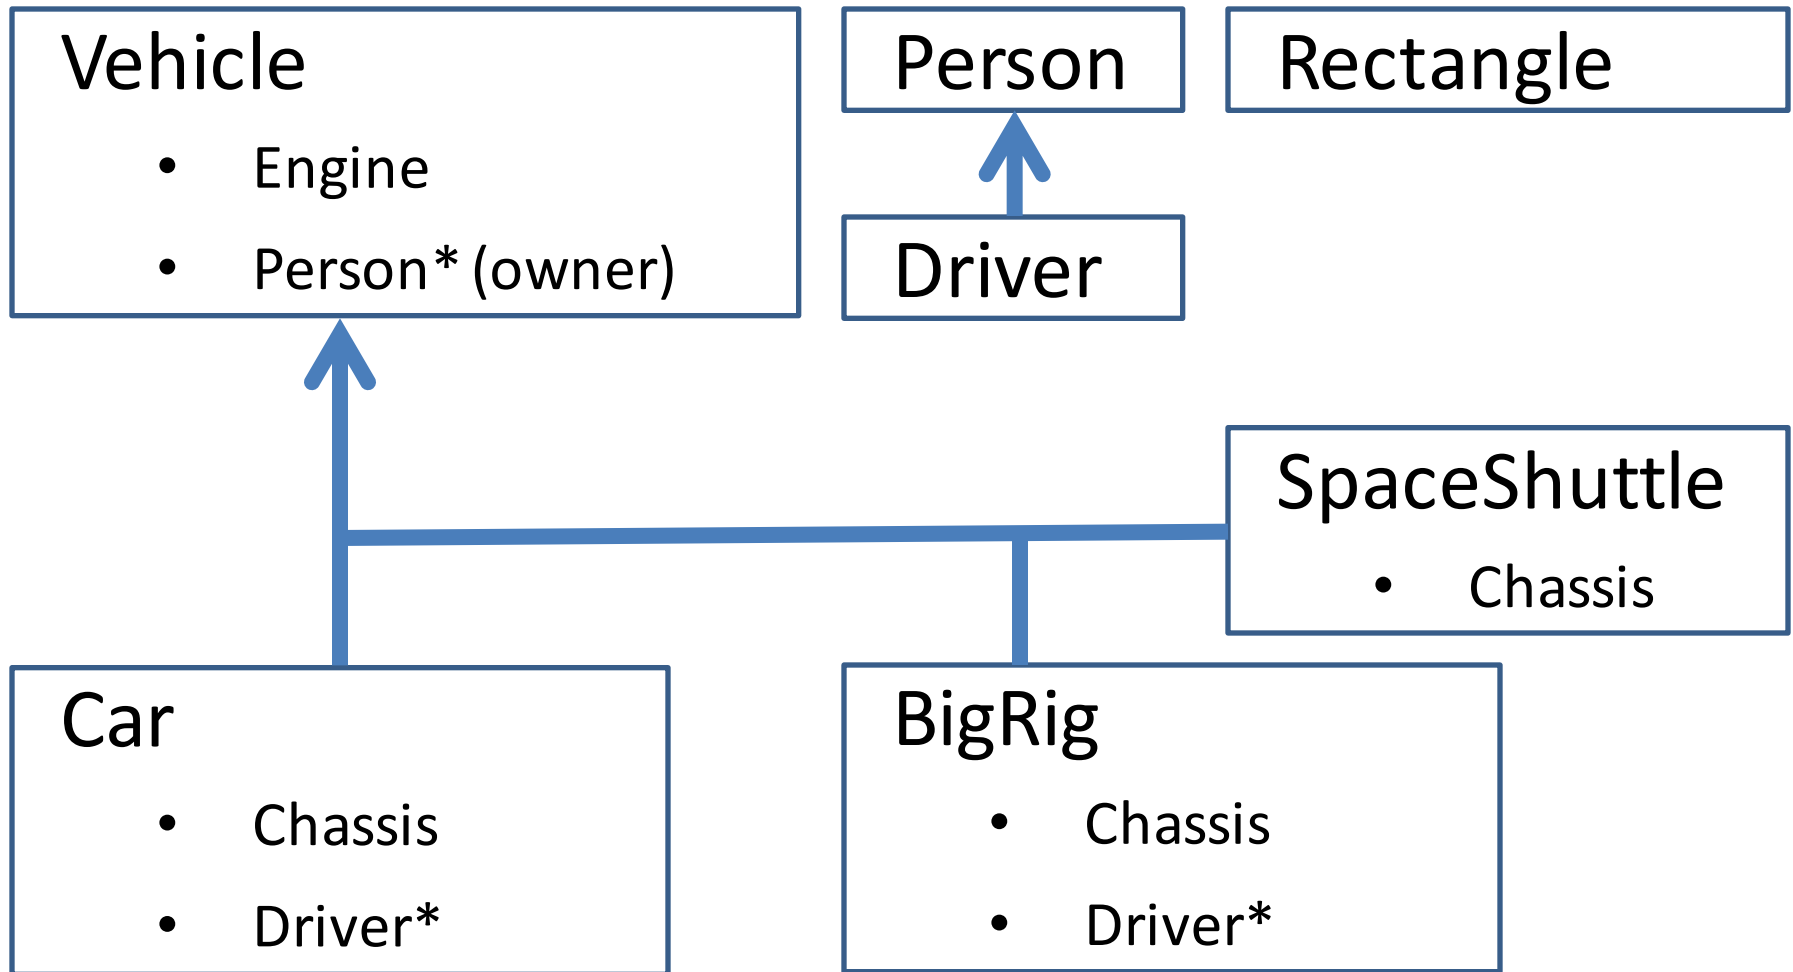 Vehicle
• Engine
• Person* (owner)
Person
Driver
Rectangle
SpaceShuttle
• Chassis
Car
• Chassis
• Driver*
BigRig
• Chassis
• Driver*